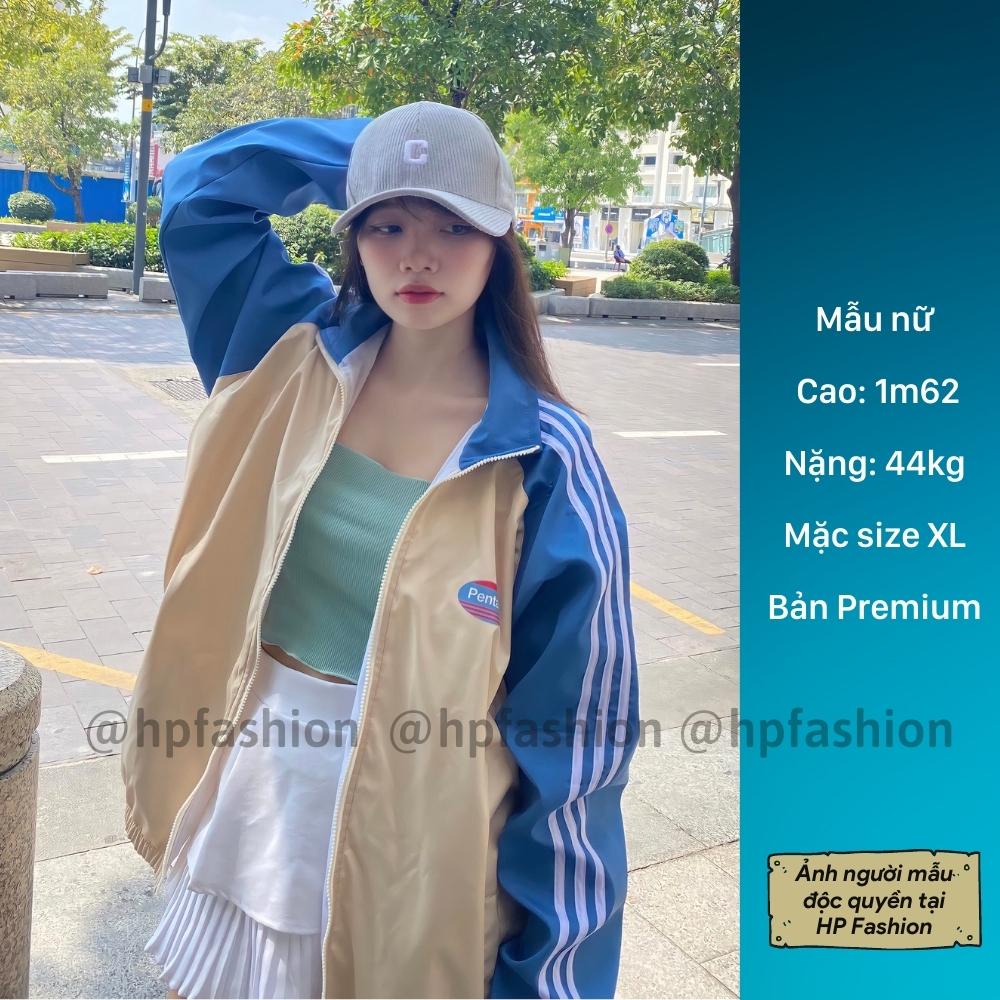 C
Penta
Mẫu nữ
Cao: 1m62
Nặng: 44kg
Mặc size XL
Bản Premium
@hpfashion @hpfashion @hpfashion
Ảnh người mẫu
độc quyền tại
HP Fashion